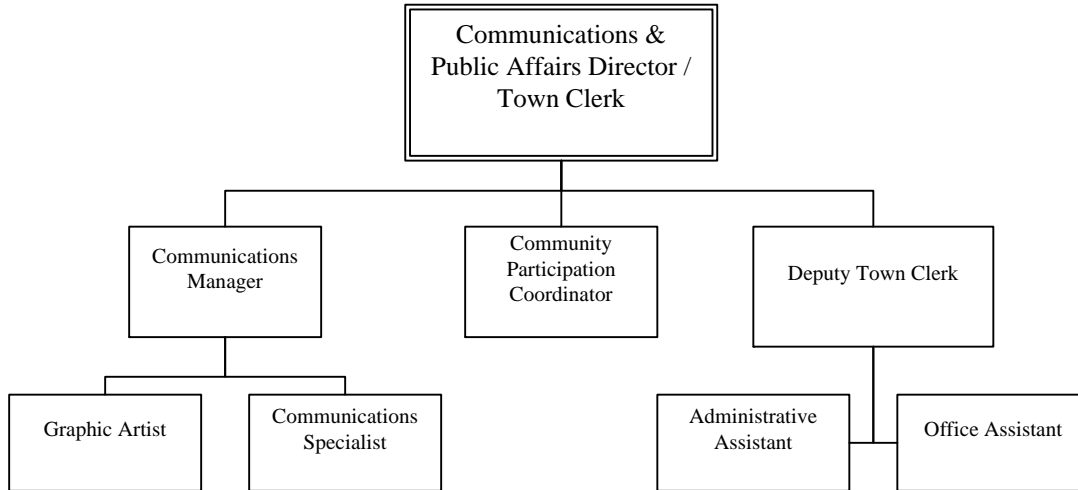 Communications &
Public Affairs Director /
Town Clerk
Communications
Manager
Community
Participation
Coordinator
Deputy Town Clerk
Graphic Artist
Communications
Specialist
Administrative
Assistant
Office Assistant